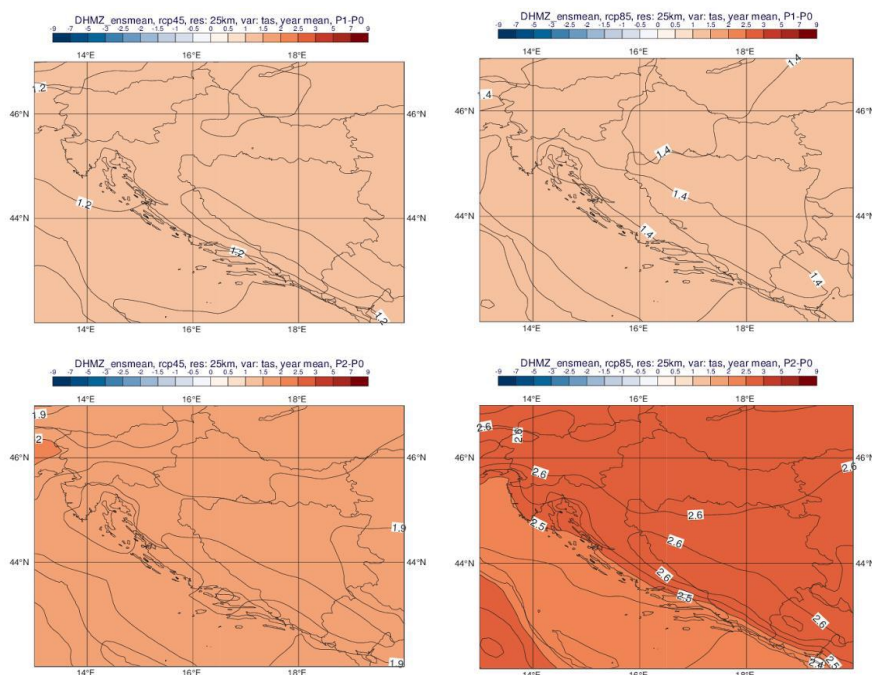 DHMZ_ensmean, rcp45, res: 25km, var: tas, year mean, P1-P0
-9 -7 -5 -3 -2.5 -2 -1.5 -1 -0.5 0 0.5 1 1.5 2 2.5 3 5 7 9
1.2
46°N
1.2
44°N
1.2
1.2
14°E 16°E 18°E
DHMZ_ensmean, rcp85, res: 25km, var: tas, year mean, P1-P0
-9 -7 -5 -3 -2.5 -2 -1.5 -1 -0.5 0 0.5 1 1.5 2 2.5 3 5 7 9
1.4
1.4
46°N
1.4
1.4
44°N
1.4
1.4
14°E 16°E 18°E
DHMZ_ensmean, rcp45, res: 25km, var: tas, year mean, P2-P0
-9 -7 -5 -3 -2.5 -2 -1.5 -1 -0.5 0 0.5 1 1.5 2 2.5 3 5 7 9
14°E 16°E 18°E
1.9
2
46°N
1.9
44°N
1.9
14°E 16°E 18°E
DHMZ_ensmean, rcp85, res: 25km, var: tas, year mean, P2-P0
-9 -7 -5 -3 -2.5 -2 -1.5 -1 -0.5 0 0.5 1 1.5 2 2.5 3 5 7 9
14°E 16°E 18°E
2.6
2.6
46°N
2.6
2.6
2.6
2.5
2.6
44°N
2.6
2.5
2.6
2.5
2.4
14°E 16°E 18°E